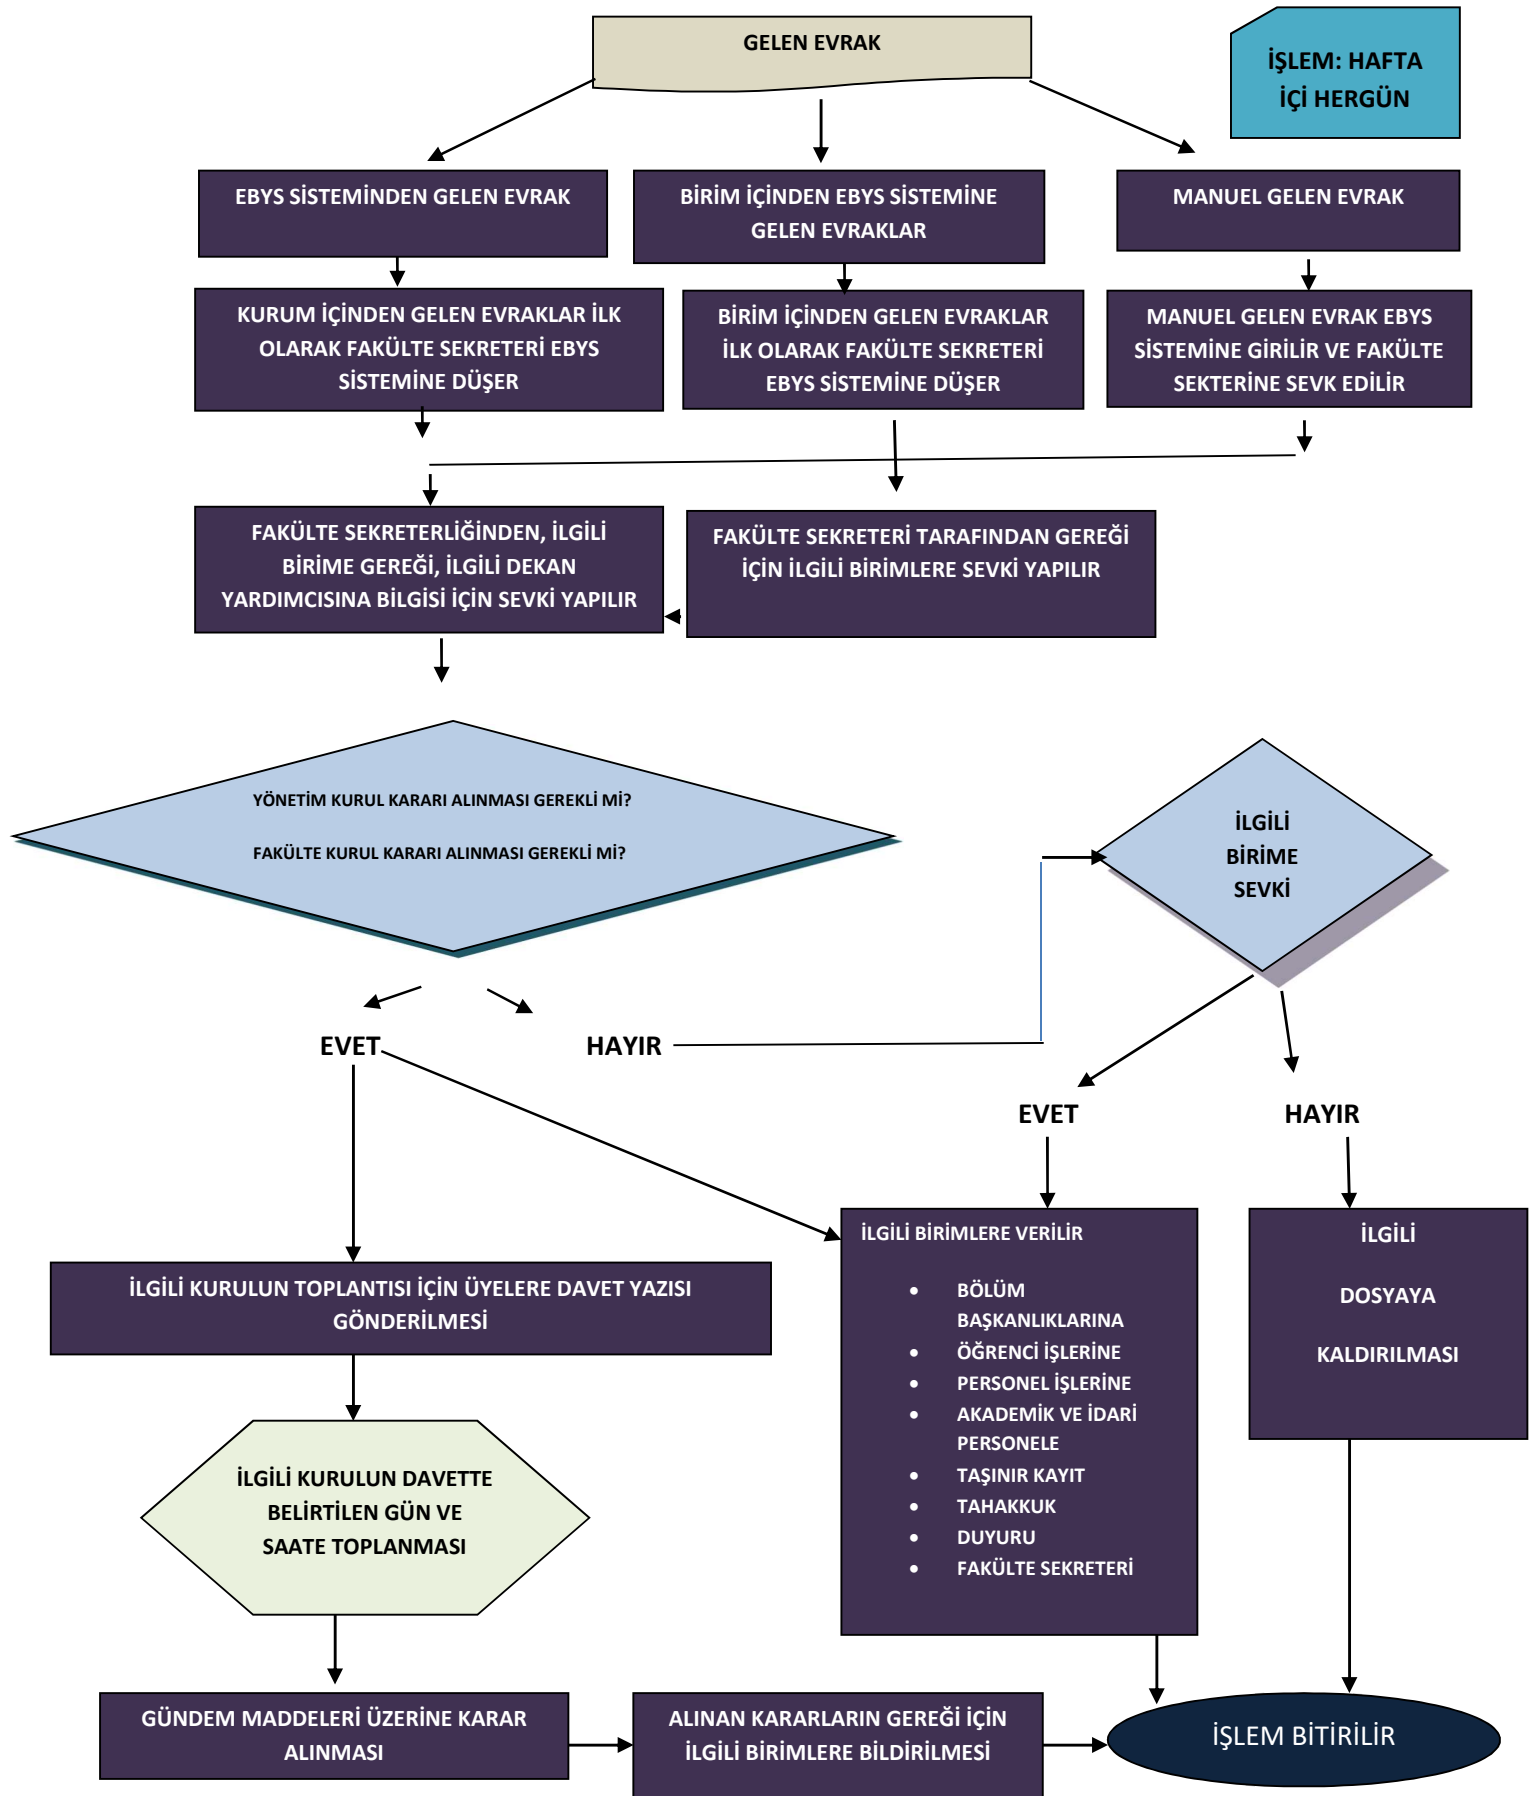 GELEN EVRAK
İŞLEM: HAFTA
İÇİ HERGÜN
EBYS SİSTEMİNDEN GELEN EVRAK
BİRİM İÇİNDEN EBYS SİSTEMİNE
GELEN EVRAKLAR
MANUEL GELEN EVRAK
KURUM İÇİNDEN GELEN EVRAKLAR İLK
OLARAK FAKÜLTE SEKRETERİ EBYS
SİSTEMİNE DÜŞER
BİRİM İÇİNDEN GELEN EVRAKLAR
İLK OLARAK FAKÜLTE SEKRETERİ
EBYS SİSTEMİNE DÜŞER
MANUEL GELEN EVRAK EBYS
SİSTEMİNE GİRİLİR VE FAKÜLTE
SEKTERİNE SEVK EDİLİR
FAKÜLTE SEKRETERLİĞİNDEN, İLGİLİ
BİRİME GEREĞİ, İLGİLİ DEKAN
YARDIMCISINA BİLGİSİ İÇİN SEVKİ YAPILIR
FAKÜLTE SEKRETERİ TARAFINDAN GEREĞİ
İÇİN İLGİLİ BİRİMLERE SEVKİ YAPILIR
YÖNETİM KURUL KARARI ALINMASI GEREKLİ Mİ?
FAKÜLTE KURUL KARARI ALINMASI GEREKLİ Mİ?
İLGİLİ
BİRİME
SEVKİ
EVET
HAYIR
EVET
HAYIR
İLGİLİ KURULUN TOPLANTISI İÇİN ÜYELERE DAVET YAZISI
GÖNDERİLMESİ
İLGİLİ BİRİMLERE VERİLİR
• BÖLÜM
BAŞKANLIKLARINA
• ÖĞRENCİ İŞLERİNE
• PERSONEL İŞLERİNE
• AKADEMİK VE İDARİ
PERSONELE
• TAŞINIR KAYIT
• TAHAKKUK
• DUYURU
• FAKÜLTE SEKRETERİ
İLGİLİ
DOSYAYA
KALDIRILMASI
İLGİLİ KURULUN DAVETTE
BELİRTİLEN GÜN VE
SAATE TOPLANMASI
GÜNDEM MADDELERİ ÜZERİNE KARAR
ALINMASI
ALINAN KARARLARIN GEREĞİ İÇİN
İLGİLİ BİRİMLERE BİLDİRİLMESİ
İŞLEM BİTİRİLİR